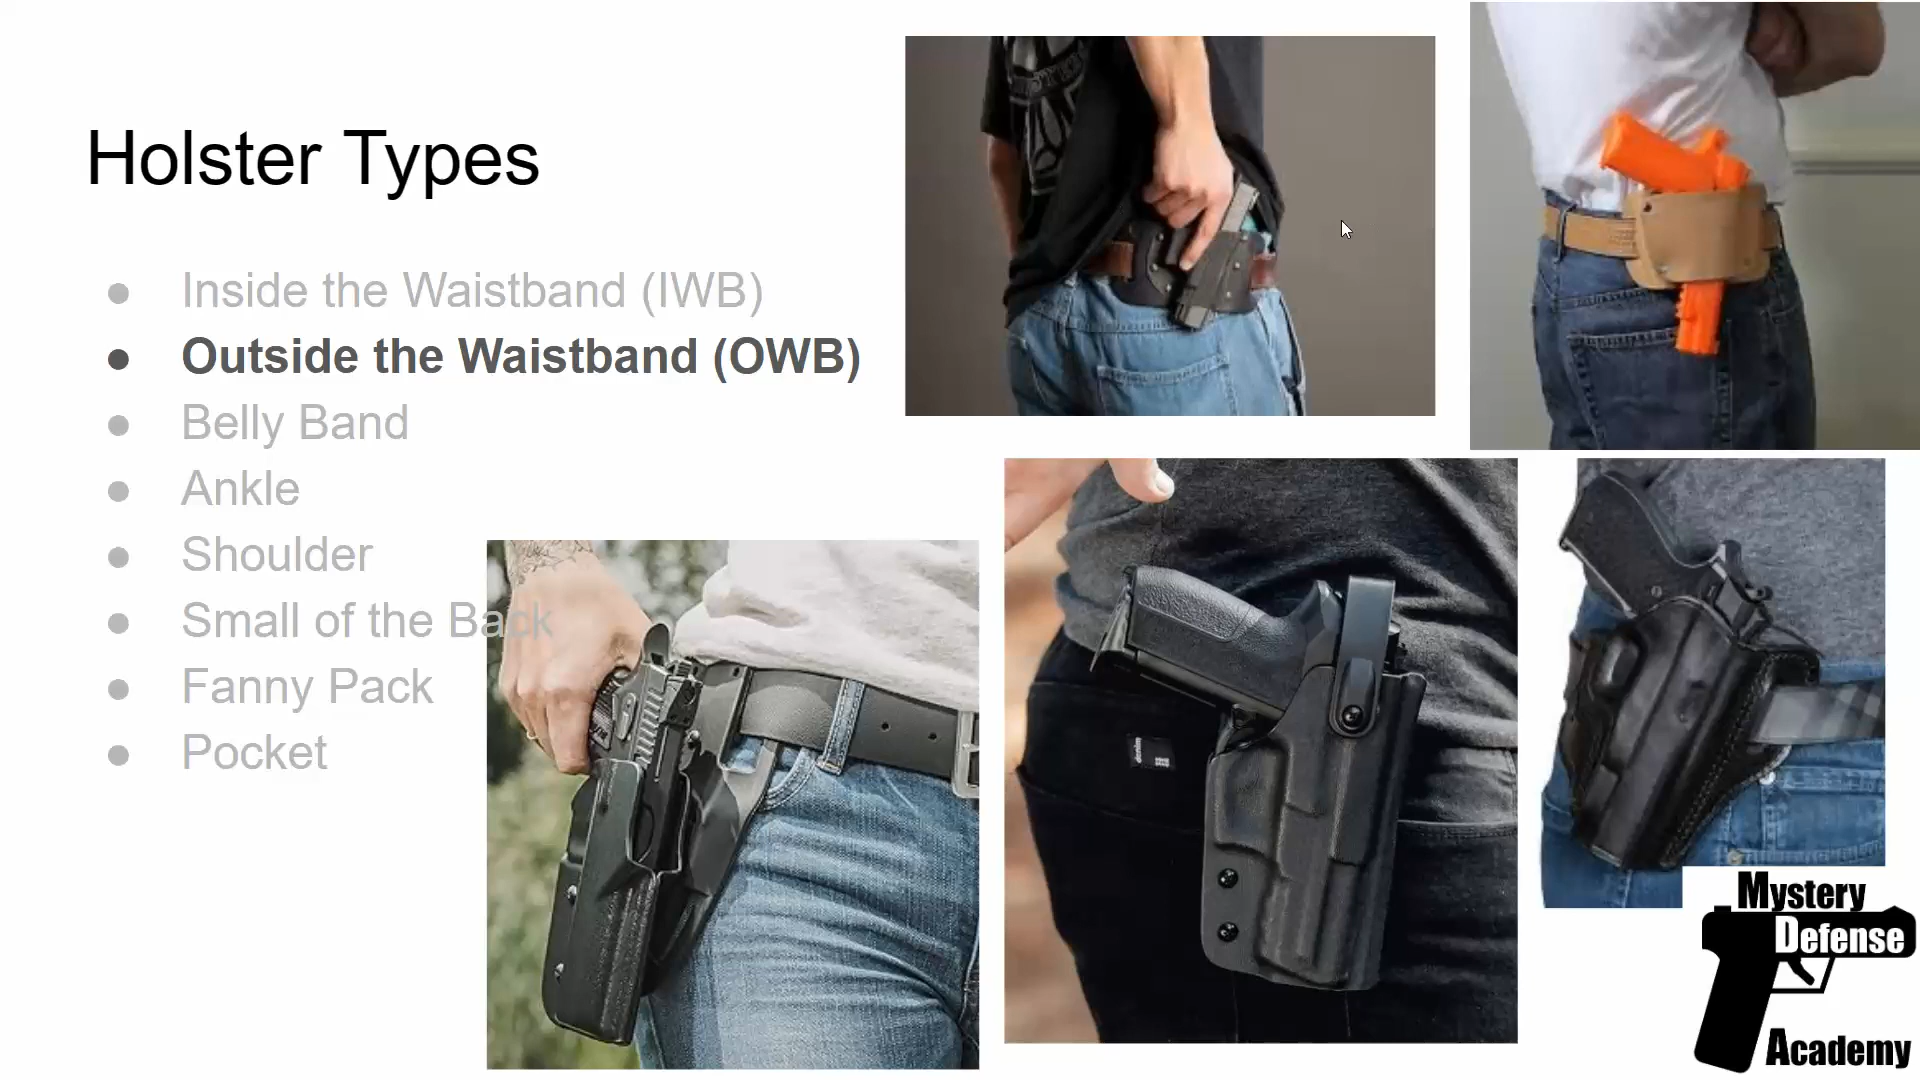 Holster Types
Inside the Waistband (IWB)
Outside the Waistband (OWB)
Belly Band
Ankle
Shoulder
Small of the Back
Fanny Pack
Pocket
Mystery
Defense
Academy